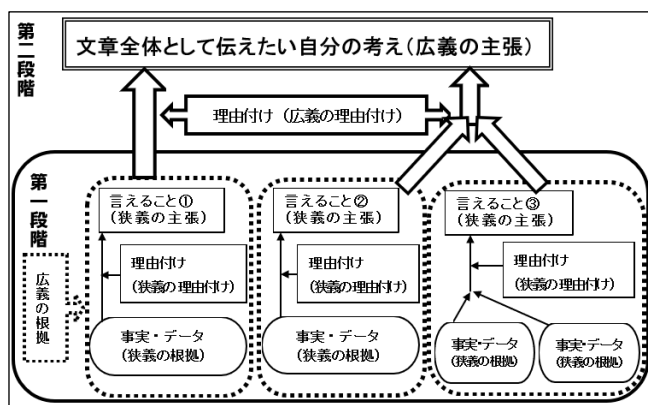 第二段階
文章全体として伝えたい自分の考え（広義の主張）
理由付け（広義の理由付け）
第一段階
広義の根拠
言えること①
（狭義の主張）
理由付け
（狭義の理由付け）
事実・データ
（狭義の根拠）
言えること②
（狭義の主張）
理由付け
（狭義の理由付け）
事実・データ
（狭義の根拠）
言えること③
（狭義の主張）
理由付け
（狭義の理由付け）
事実・データ
（狭義の根拠）
事実・データ
（狭義の根拠）